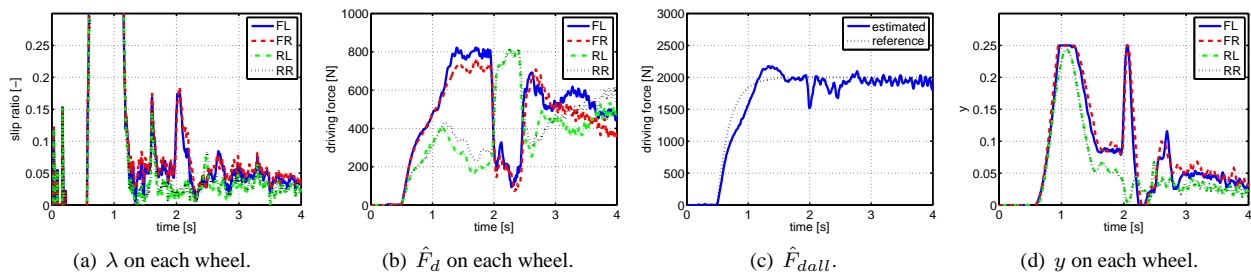 0.25
0.2
0.15
0.1
0.05
0
0 1 2 3 4
slip ratio [−]
time [s]
FL
FR
RL
RR
(a) λ on each wheel.
1000
800
600
400
200
0
0 1 2 3 4
driving force [N]
time [s]
FL
FR
RL
RR
(b) F̂_d on each wheel.
3000
2500
2000
1500
1000
500
0
0 1 2 3 4
driving force [N]
time [s]
estimated
reference
(c) F̂_dall.
0.3
0.25
0.2
0.15
0.1
0.05
0
0 1 2 3 4
y
time [s]
FL
FR
RL
RR
(d) y on each wheel.